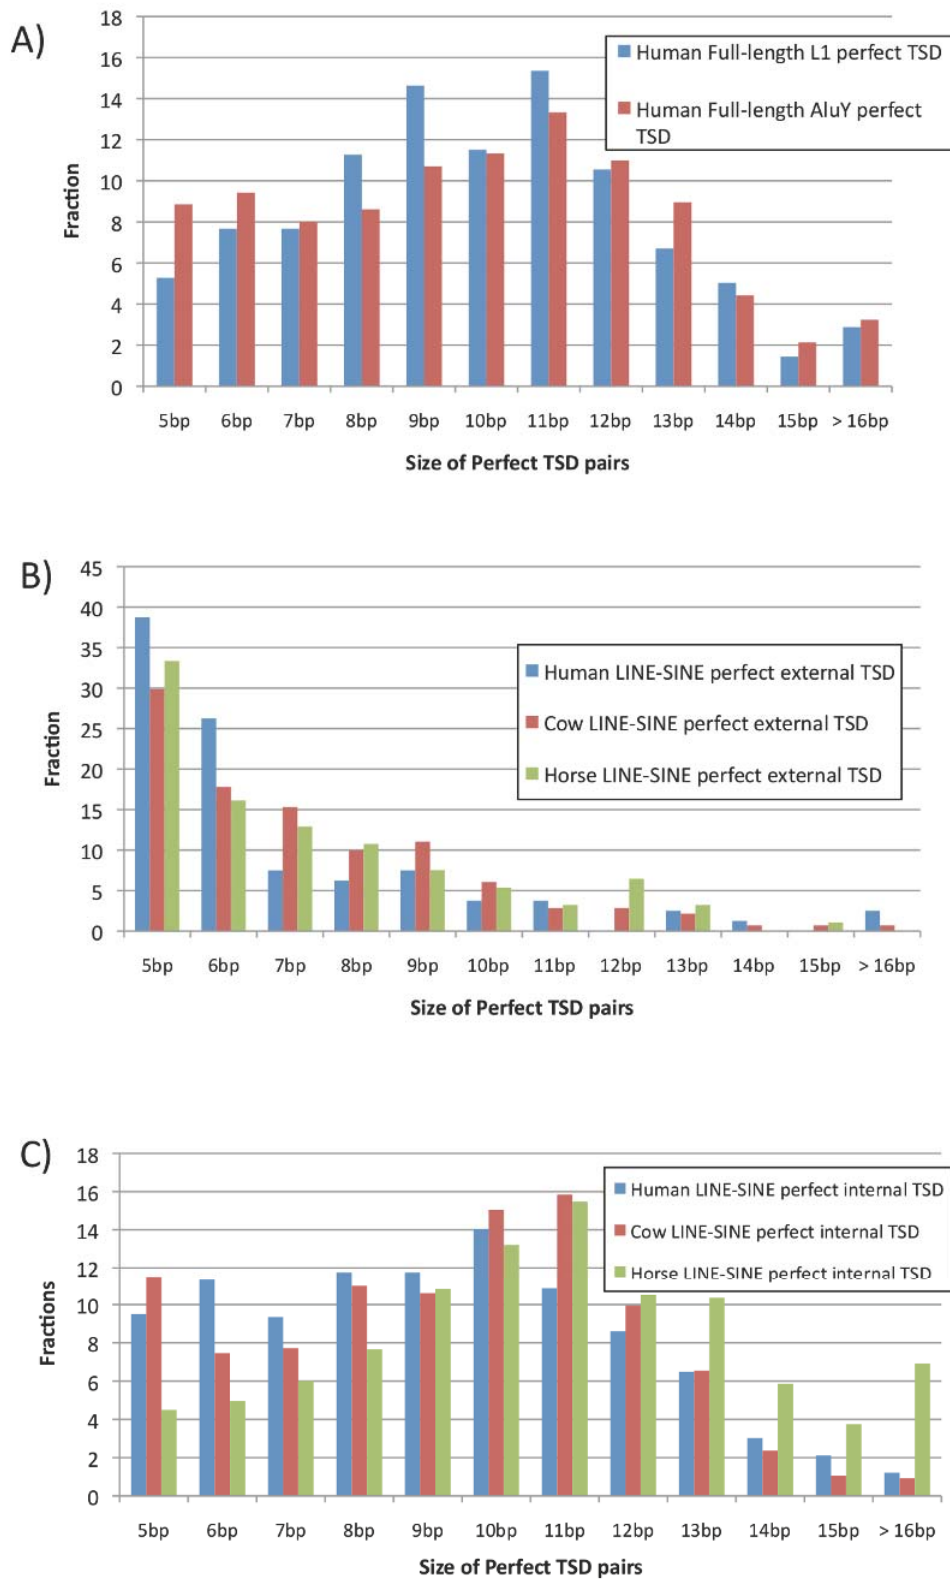 A)
18
16
14
12
10
8
6
4
2
0
Fraction
Human Full-length L1 perfect TSD
Human Full-length AluY perfect
TSD
5bp 6bp 7bp 8bp 9bp 10bp 11bp 12bp 13bp 14bp 15bp > 16bp
Size of Perfect TSD pairs
B)
45
40
35
30
25
20
15
10
5
0
Fraction
Human LINE-SINE perfect external TSD
Cow LINE-SINE perfect external TSD
Horse LINE-SINE perfect external TSD
5bp 6bp 7bp 8bp 9bp 10bp 11bp 12bp 13bp 14bp 15bp > 16bp
Size of Perfect TSD pairs
C)
18
16
14
12
10
8
6
4
2
0
Fractions
Human LINE-SINE perfect internal TSD
Cow LINE-SINE perfect internal TSD
Horse LINE-SINE perfect internal TSD
5bp 6bp 7bp 8bp 9bp 10bp 11bp 12bp 13bp 14bp 15bp > 16bp
Size of Perfect TSD pairs